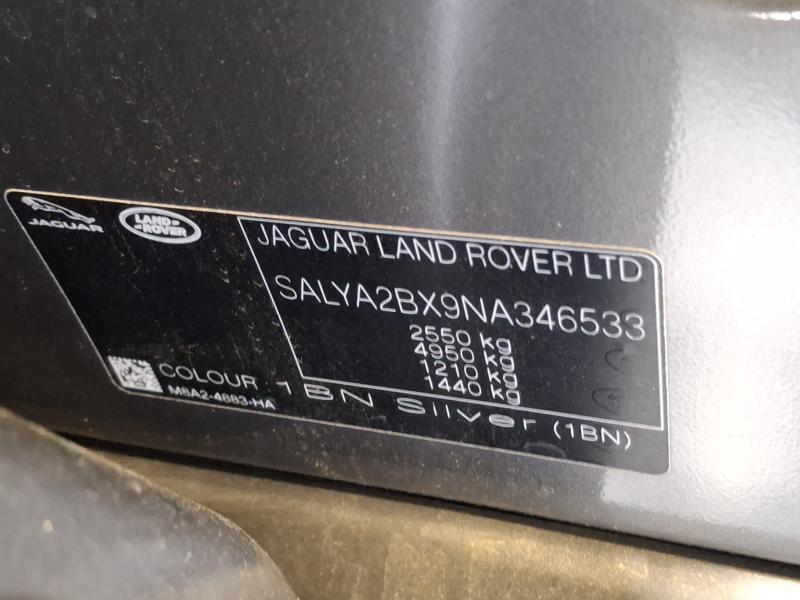 JAGUAR
LAND ROVER
JAGUAR LAND ROVER LTD
SALYA2BX9NA346533
2550 kg
4950 kg
1210 kg
1440 kg
COLOUR 1BN Silver (1BN)
M8A2-4883-HA